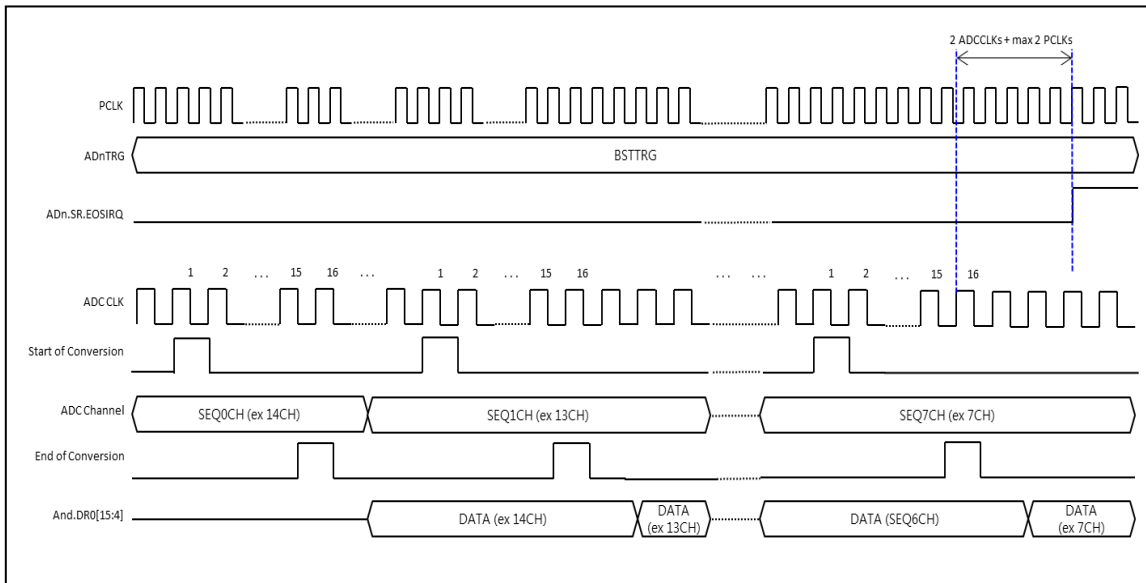 2 ADCCLKs + max 2 PCLKs
PCLK
ADnTRG
BSTTRG
ADn.SR.EOSIRQ
1 2 ... 15 16 ... 1 2 ... 15 16 ... ... 1 2 ... 15 16
ADC CLK
Start of Conversion
ADC Channel
SEQ0CH (ex 14CH) SEQ1CH (ex 13CH) SEQ7CH (ex 7CH)
End of Conversion
And.DR0[15:4]
DATA (ex 14CH) DATA (ex 13CH) DATA (SEQ6CH) DATA (ex 7CH)